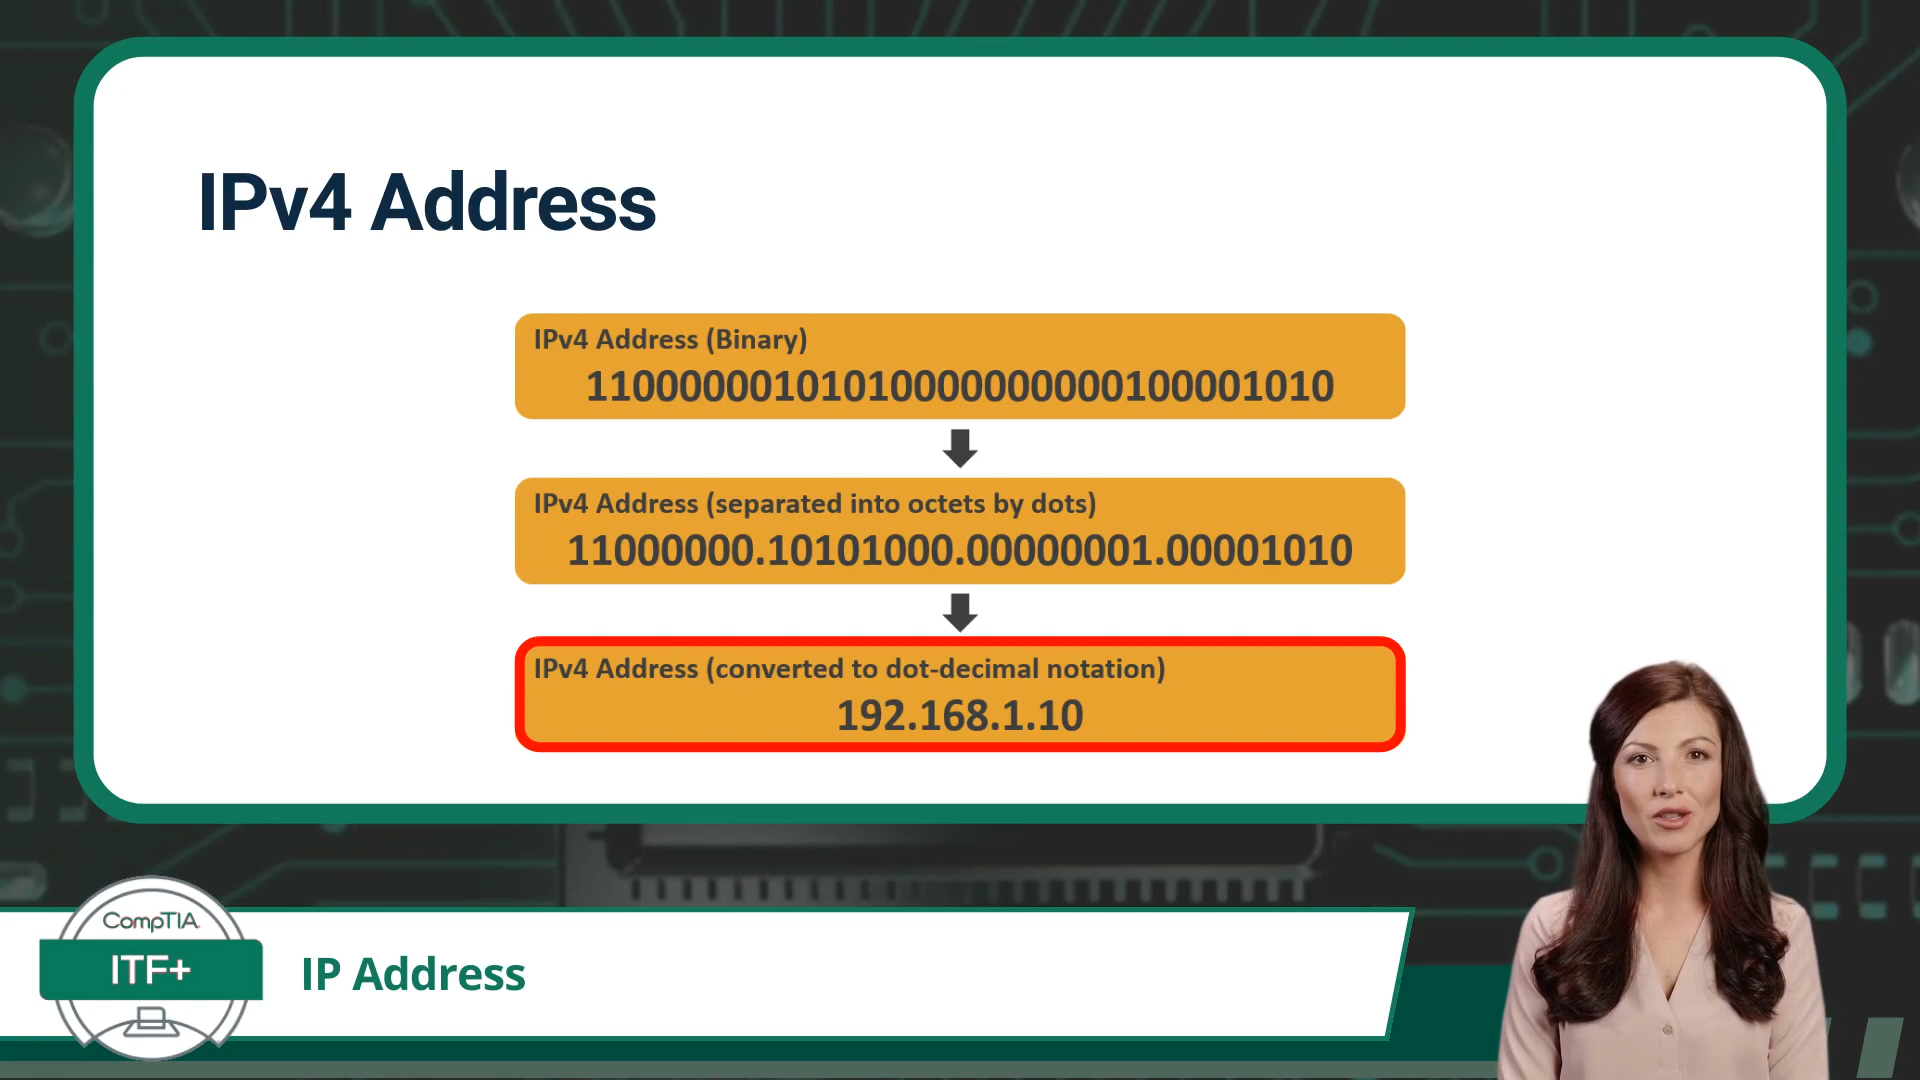 IPv4 Address
IPv4 Address (Binary)
11000000101010000000000100001010
IPv4 Address (separated into octets by dots)
11000000.10101000.00000001.00001010
IPv4 Address (converted to dot-decimal notation)
192.168.1.10
CompTIA
ITF+
IP Address